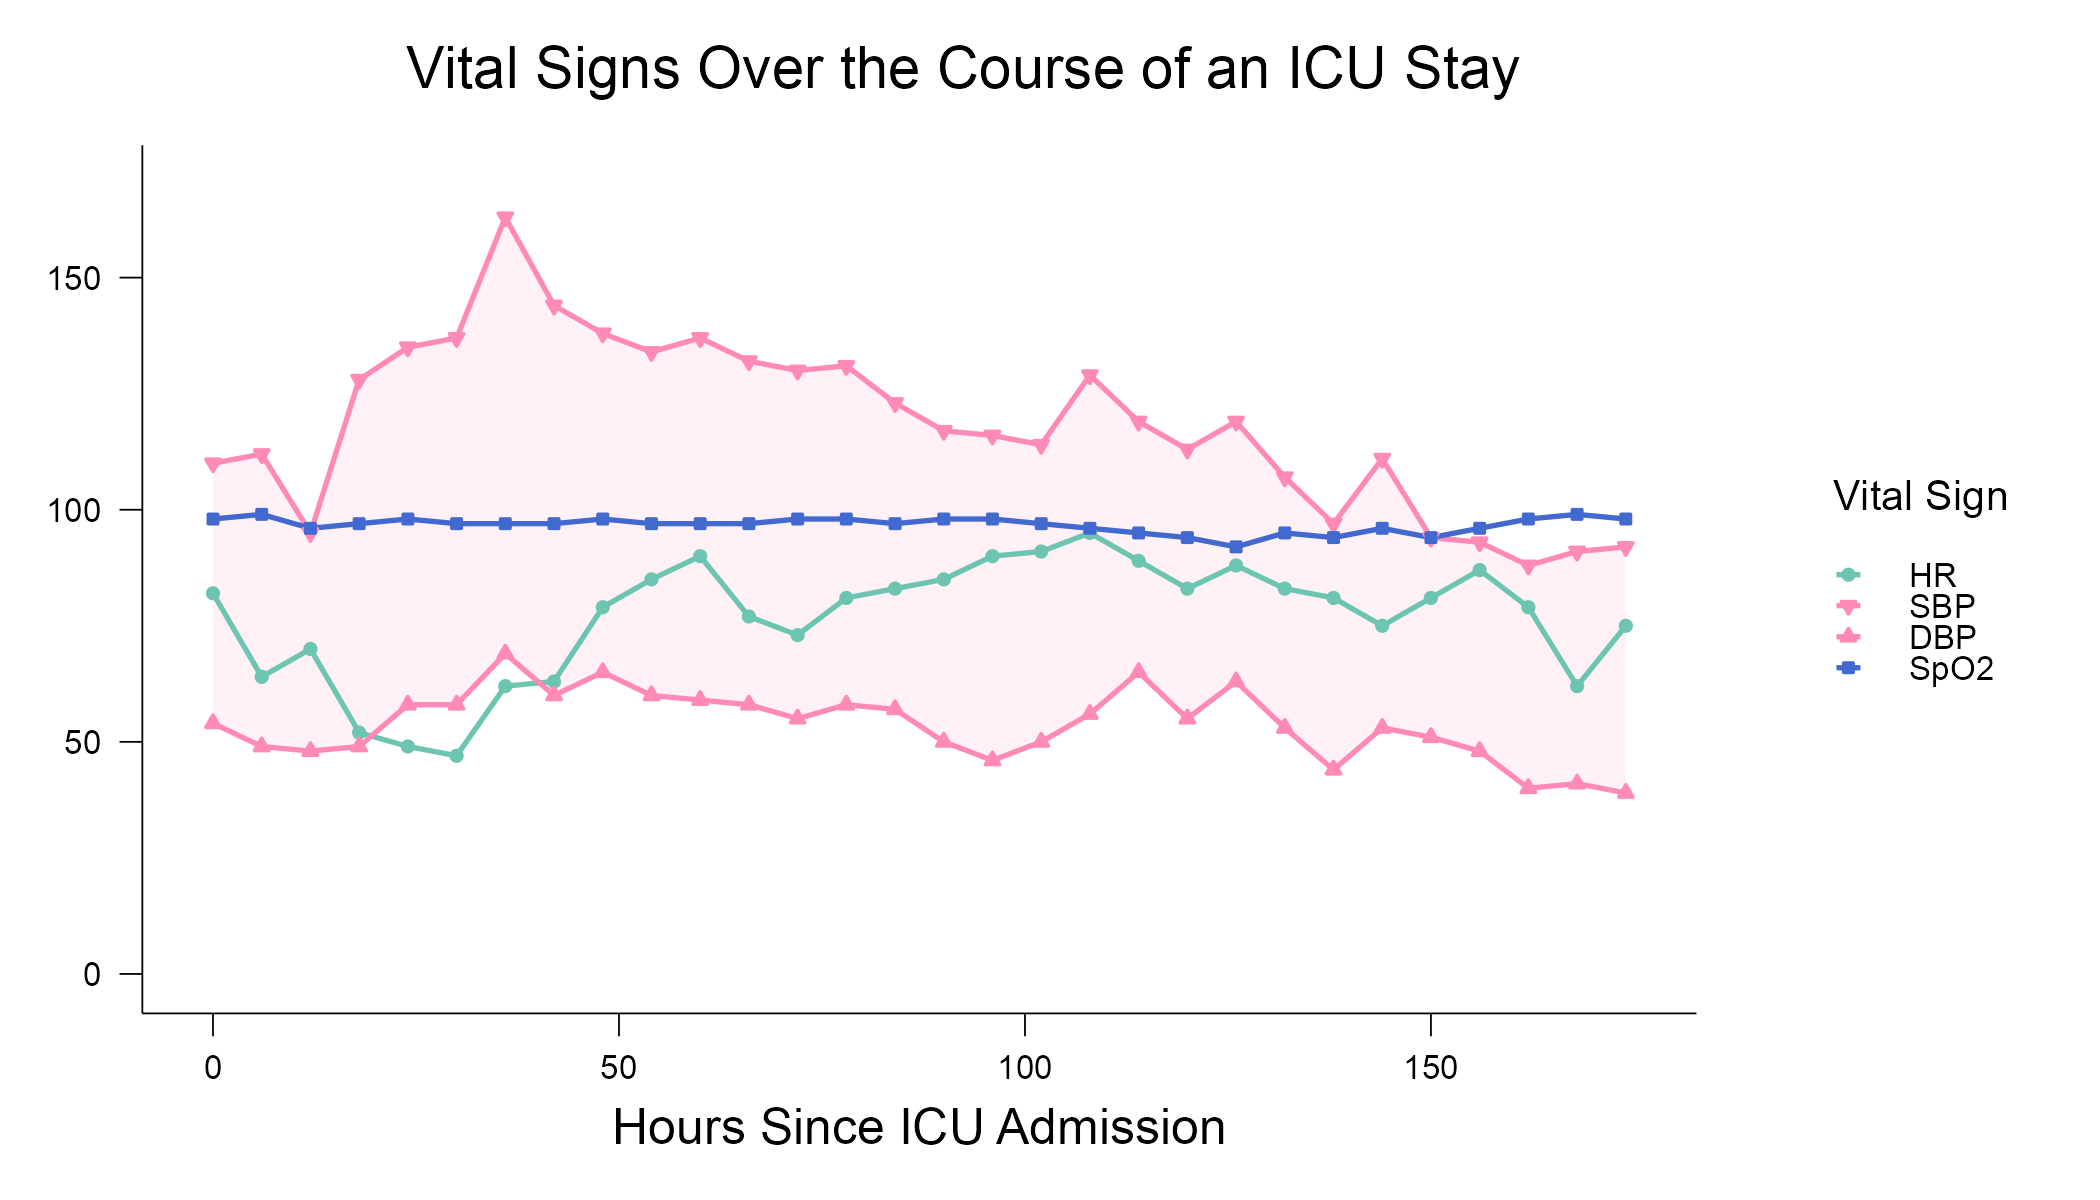 Vital Signs Over the Course of an ICU Stay
150
100
50
0
0 50 100 150
Hours Since ICU Admission
Vital Sign
HR
SBP
DBP
SpO2